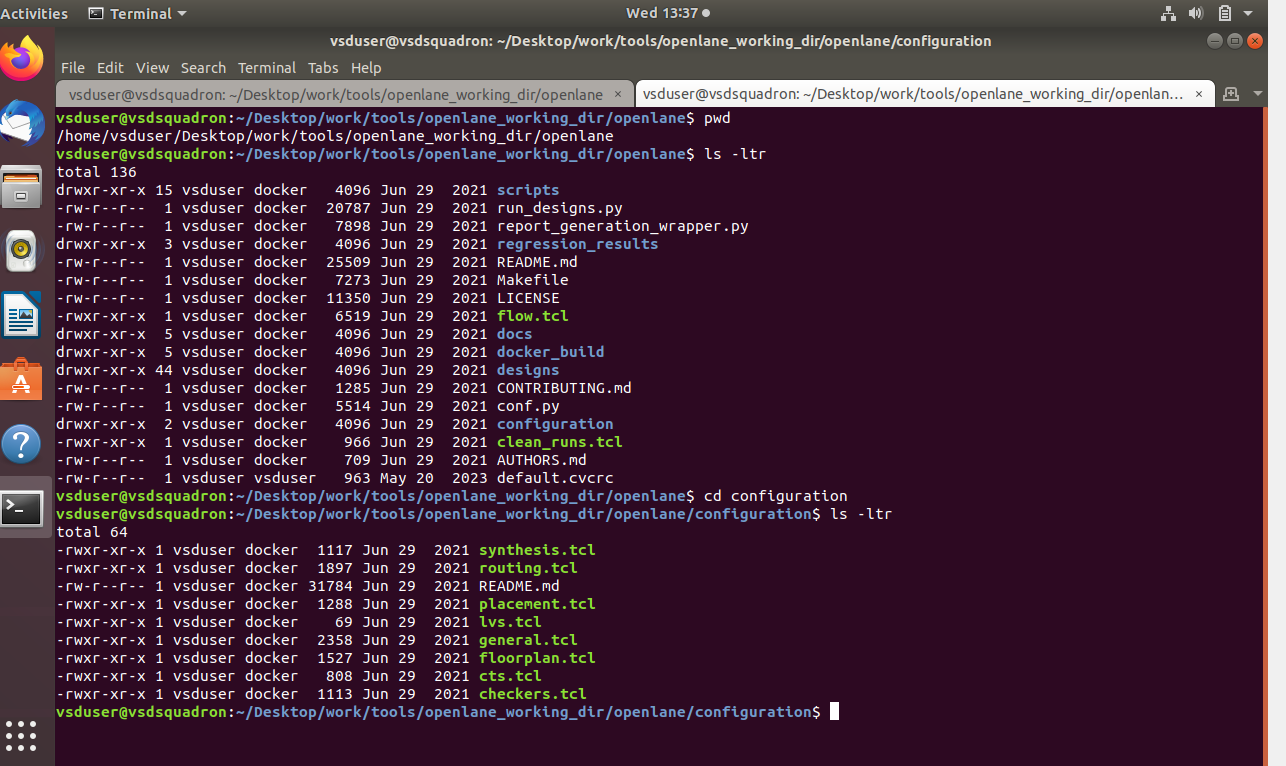 Activities Terminal Wed 13:37
vsduser@vsdsquadron: ~/Desktop/work/tools/openlane_working_dir/openlane/configuration
File Edit View Search Terminal Tabs Help
vsduser@vsdsquadron: ~/Desktop/work/tools/openlane_working_dir/openlane × vsduser@vsdsquadron: ~/Desktop/work/tools/openlane_working_dir/openlan... ×
vsduser@vsdsquadron:~/Desktop/work/tools/openlane_working_dir/openlane$ pwd
/home/vsduser/Desktop/work/tools/openlane_working_dir/openlane
vsduser@vsdsquadron:~/Desktop/work/tools/openlane_working_dir/openlane$ ls -ltr
total 136
drwxr-xr-x 15 vsduser docker   4096 Jun 29  2021 scripts
-rw-r--r--  1 vsduser docker  20787 Jun 29  2021 run_designs.py
-rw-r--r--  1 vsduser docker   7898 Jun 29  2021 report_generation_wrapper.py
drwxr-xr-x  3 vsduser docker   4096 Jun 29  2021 regression_results
-rw-r--r--  1 vsduser docker  25509 Jun 29  2021 README.md
-rw-r--r--  1 vsduser docker   7273 Jun 29  2021 Makefile
-rw-r--r--  1 vsduser docker  11350 Jun 29  2021 LICENSE
-rwxr-xr-x  1 vsduser docker   6519 Jun 29  2021 flow.tcl
drwxr-xr-x  5 vsduser docker   4096 Jun 29  2021 docs
drwxr-xr-x  5 vsduser docker   4096 Jun 29  2021 docker_build
drwxr-xr-x 44 vsduser docker   4096 Jun 29  2021 designs
-rw-r--r--  1 vsduser docker   1285 Jun 29  2021 CONTRIBUTING.md
-rw-r--r--  1 vsduser docker   5514 Jun 29  2021 conf.py
drwxr-xr-x  2 vsduser docker   4096 Jun 29  2021 configuration
-rwxr-xr-x  1 vsduser docker    966 Jun 29  2021 clean_runs.tcl
-rw-r--r--  1 vsduser docker    709 Jun 29  2021 AUTHORS.md
-rw-r--r--  1 vsduser vsduser   963 May 20  2023 default.cvcrc
vsduser@vsdsquadron:~/Desktop/work/tools/openlane_working_dir/openlane$ cd configuration
vsduser@vsdsquadron:~/Desktop/work/tools/openlane_working_dir/openlane/configuration$ ls -ltr
total 64
-rwxr-xr-x 1 vsduser docker  1117 Jun 29  2021 synthesis.tcl
-rwxr-xr-x 1 vsduser docker  1897 Jun 29  2021 routing.tcl
-rw-r--r-- 1 vsduser docker 31784 Jun 29  2021 README.md
-rwxr-xr-x 1 vsduser docker  1288 Jun 29  2021 placement.tcl
-rwxr-xr-x 1 vsduser docker    69 Jun 29  2021 lvs.tcl
-rwxr-xr-x 1 vsduser docker  2358 Jun 29  2021 general.tcl
-rwxr-xr-x 1 vsduser docker  1527 Jun 29  2021 floorplan.tcl
-rwxr-xr-x 1 vsduser docker   808 Jun 29  2021 cts.tcl
-rwxr-xr-x 1 vsduser docker  1113 Jun 29  2021 checkers.tcl
vsduser@vsdsquadron:~/Desktop/work/tools/openlane_working_dir/openlane/configuration$